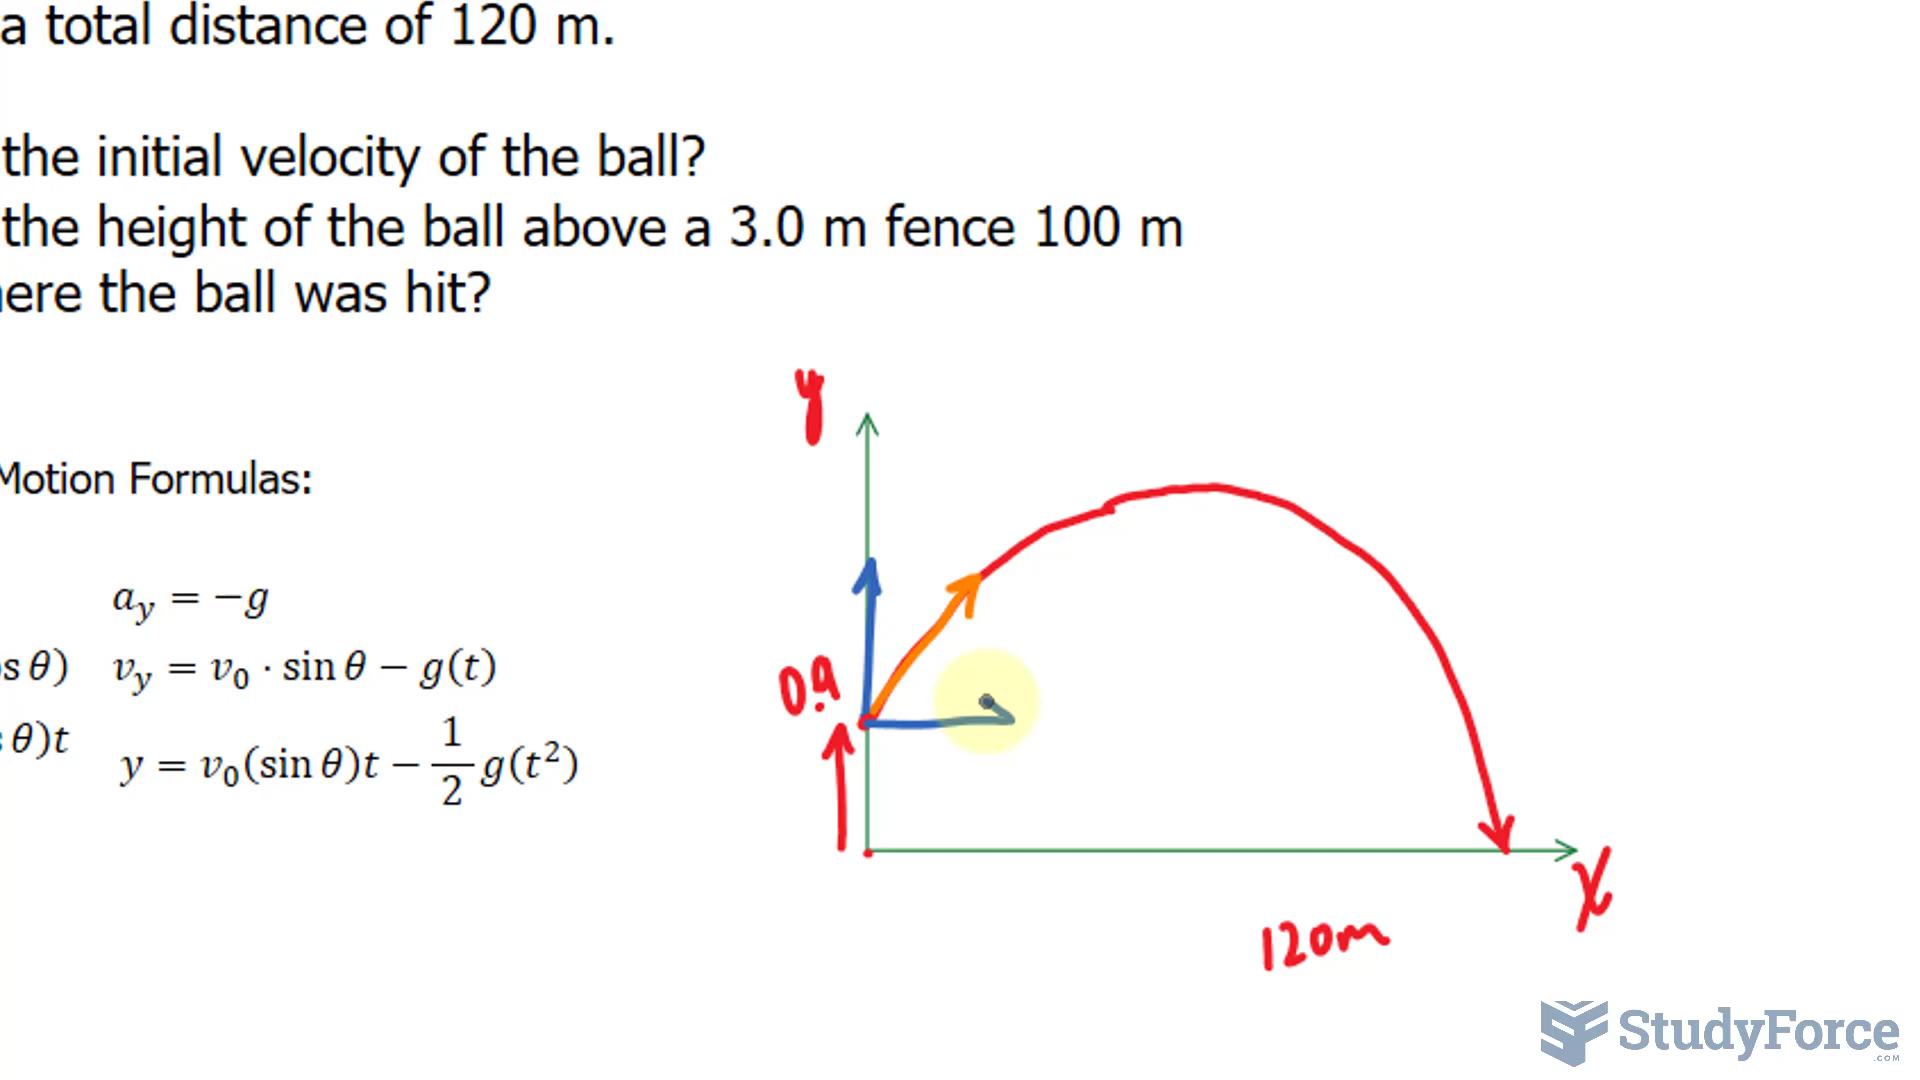 a total distance of 120 m.
the initial velocity of the ball?
the height of the ball above a 3.0 m fence 100 m
ere the ball was hit?
y
Motion Formulas:
a_y = −g
s θ) v_y = v_0 · sin θ − g(t)
0.9
θ)t y = v_0(sin θ)t − 1/2 g(t²)
x
120m
StudyForce
.COM